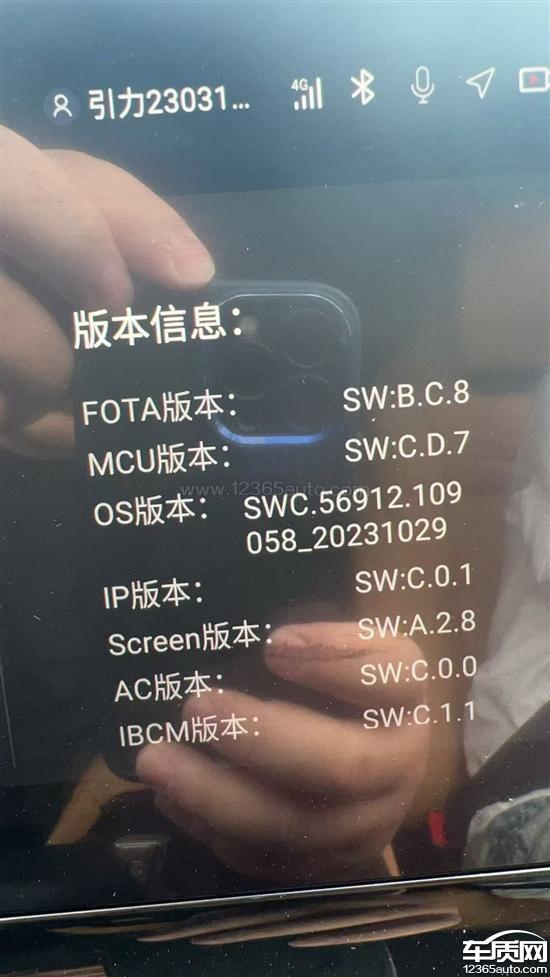 引力23031...
4G
版本信息：
FOTA版本： SW:B.C.8
MCU版本： SW:C.D.7
www.12365auto.com
OS版本： SWC.56912.109
058_20231029
IP版本： SW:C.0.1
Screen版本： SW:A.2.8
AC版本： SW:C.0.0
IBCM版本： SW:C.1.1
车质网
12365auto.com